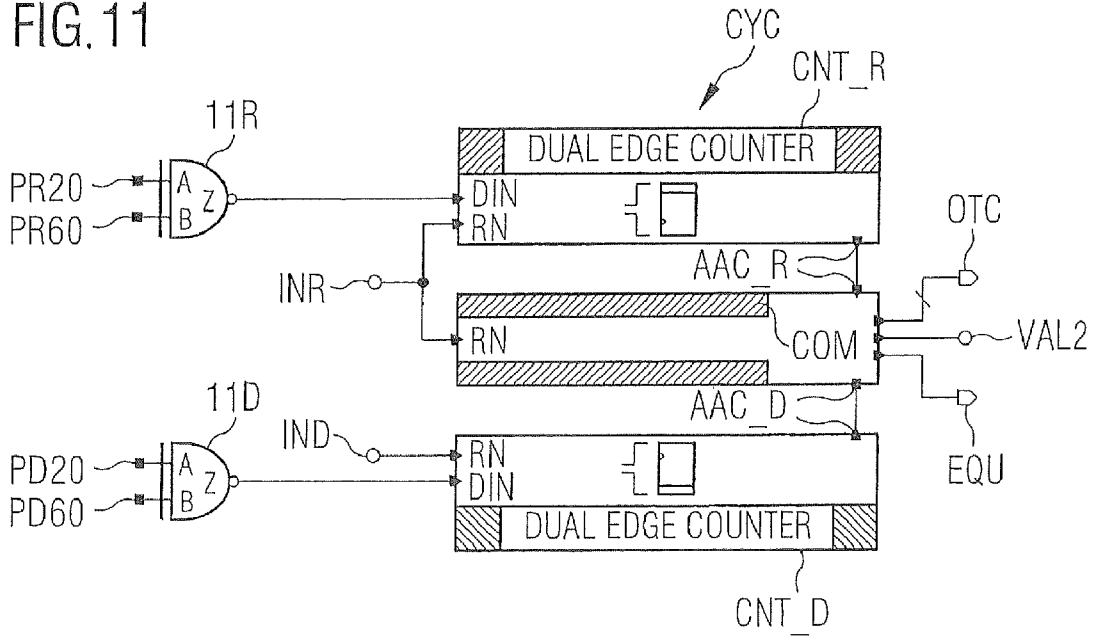 FIG. 11
CYC
CNT_R
11R
DUAL EDGE COUNTER
PR20
A
Z
B
PR60
DIN
RN
OTC
AAC_R
INR
RN
COM
VAL2
11D
AAC_D
IND
EQU
PD20
A
Z
B
PD60
RN
DIN
DUAL EDGE COUNTER
CNT_D